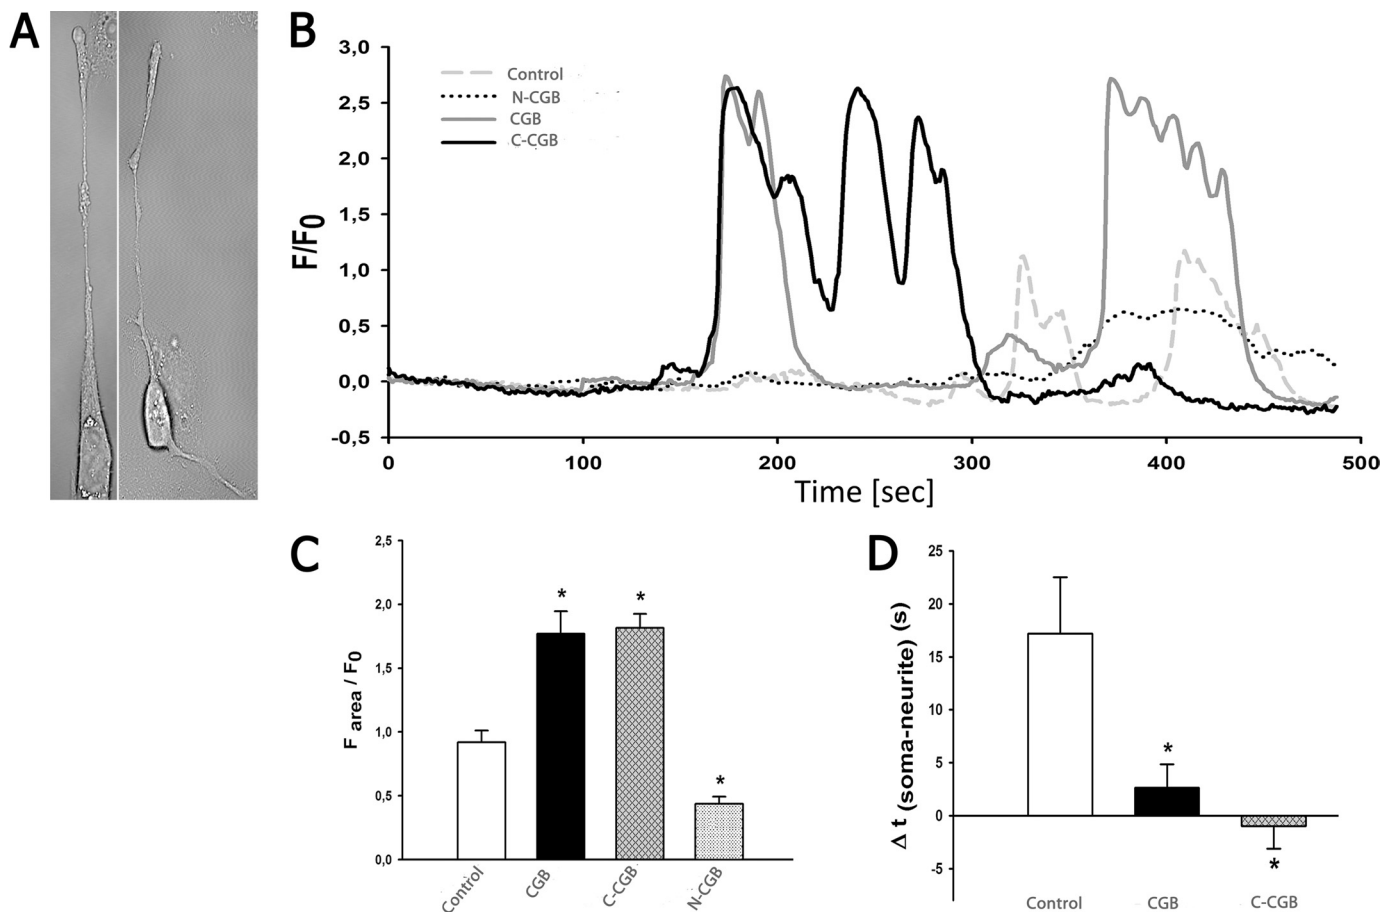 A
B
3,0
2,5
2,0
1,5
1,0
0,5
0,0
-0,5
F/F0
Control
N-CGB
CGB
C-CGB
0
100
200
300
400
500
Time [sec]
C
2,5
2,0
1,5
1,0
0,5
0,0
F area / F0
*
*
*
Control
CGB
C-CGB
N-CGB
D
25
20
15
10
5
0
-5
Δ t (soma-neurite) (s)
*
*
Control
CGB
C-CGB